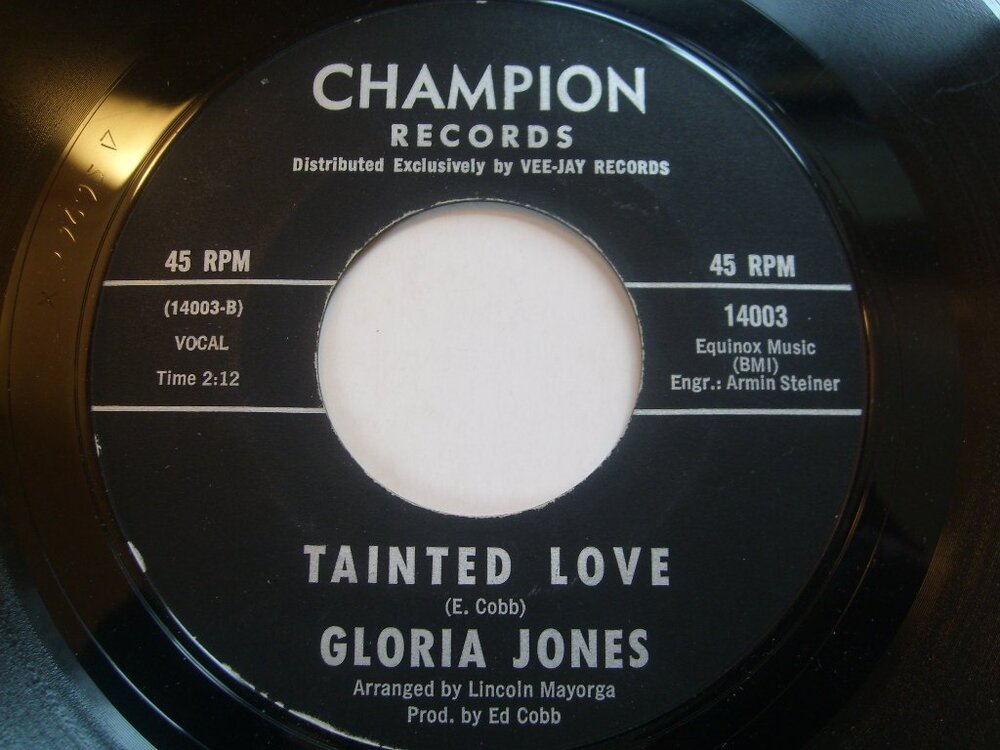 CHAMPION
RECORDS
Distributed Exclusively by VEE-JAY RECORDS
45 RPM
(14003-B)
VOCAL
Time 2:12
45 RPM
14003
Equinox Music
(BMI)
Engr.: Armin Steiner
TAINTED LOVE
(E. Cobb)
GLORIA JONES
Arranged by Lincoln Mayorga
Prod. by Ed Cobb